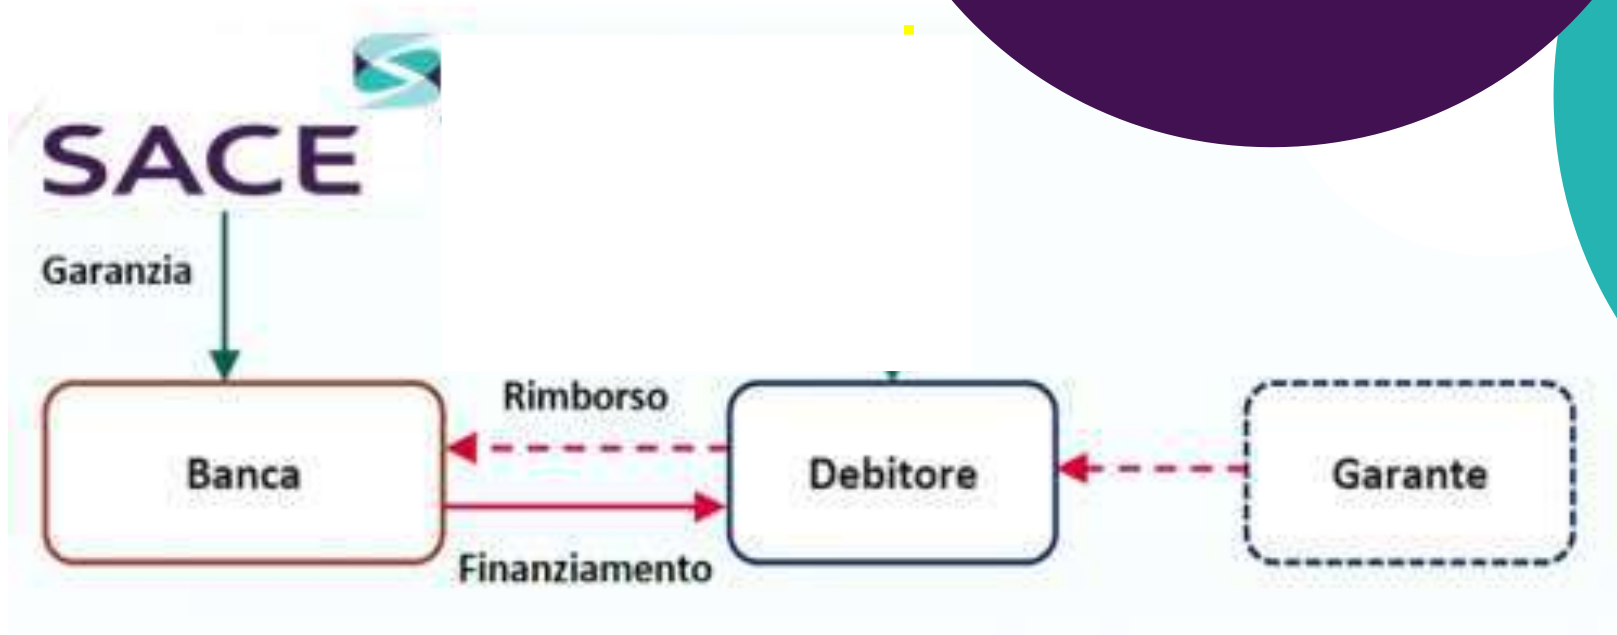 SACE
Garanzia
Rimborso
Banca
Debitore
Garante
Finanziamento